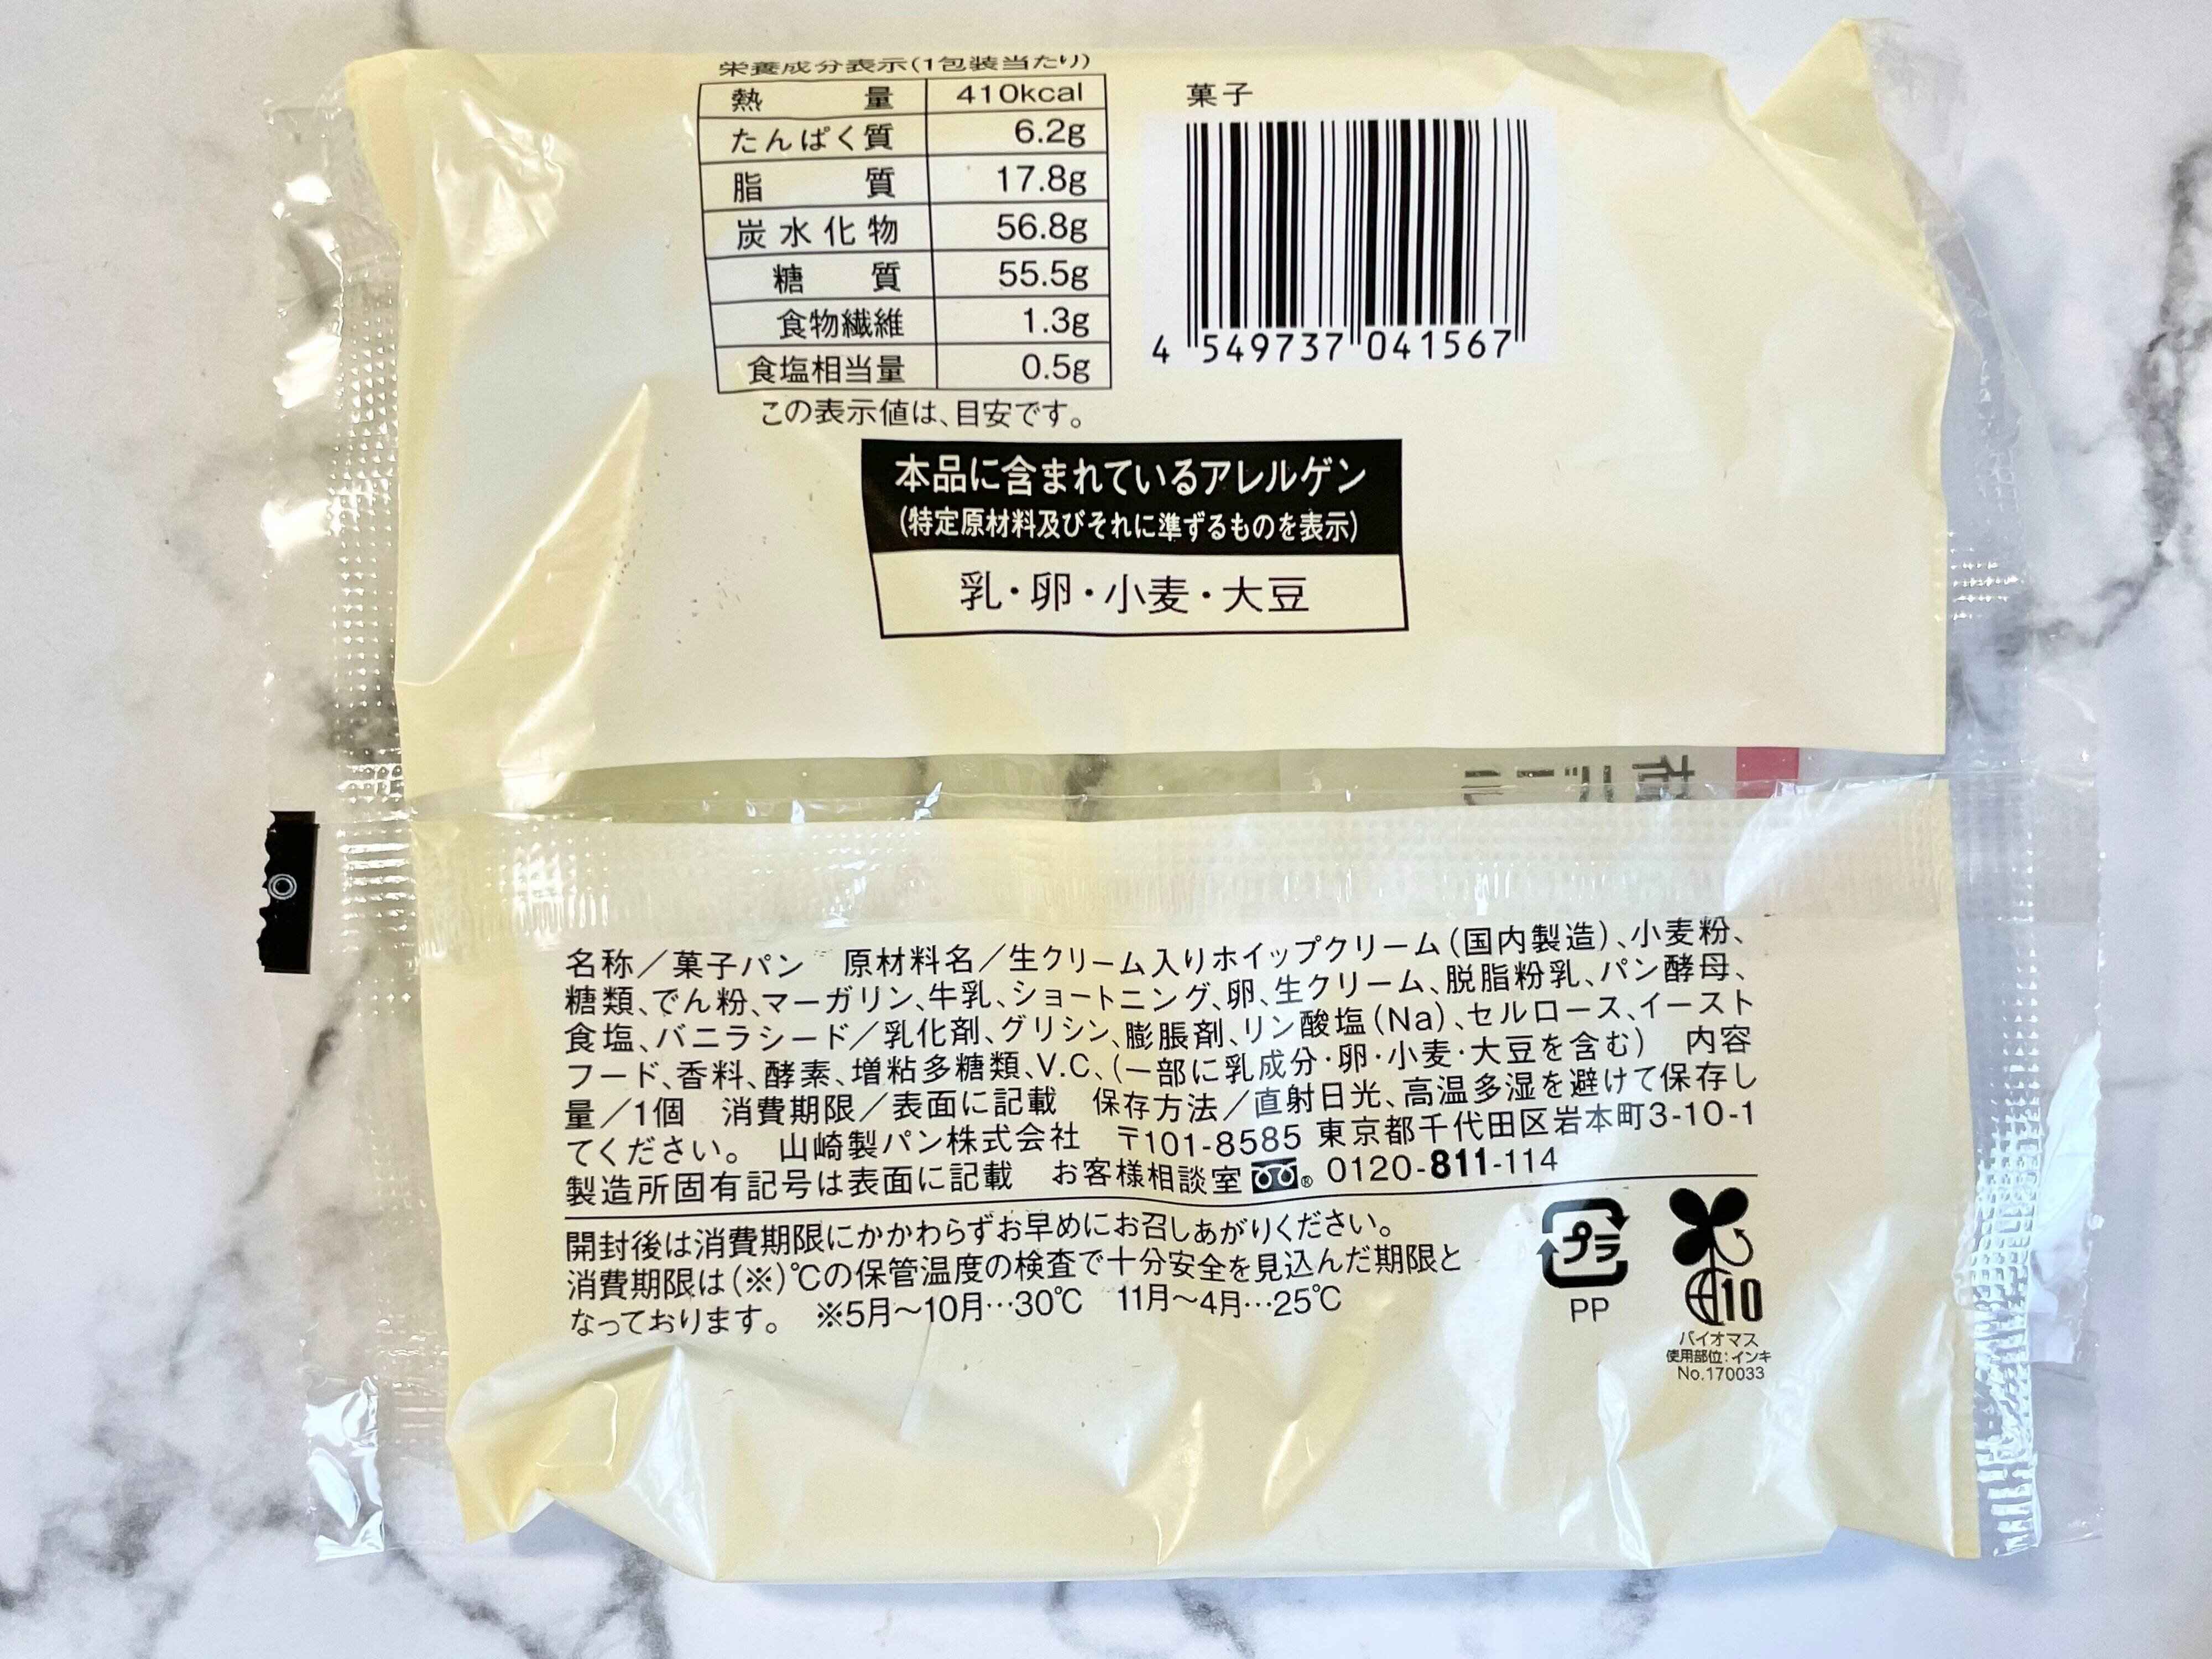 栄養成分表示(1包装当たり)
熱量 410kcal
たんぱく質 6.2g
脂質 17.8g
炭水化物 56.8g
糖質 55.5g
食物繊維 1.3g
食塩相当量 0.5g
この表示値は、目安です。
菓子
4 549737 041567
本品に含まれているアレルゲン
(特定原材料及びそれに準ずるものを表示)
乳・卵・小麦・大豆
名称/菓子パン 原材料名/生クリーム入りホイップクリーム(国内製造)、小麦粉、
糖類、でん粉、マーガリン、牛乳、ショートニング、卵、生クリーム、脱脂粉乳、パン酵母、
食塩、バニラシード/乳化剤、グリシン、膨脹剤、リン酸塩(Na)、セルロース、イースト
フード、香料、酵素、増粘多糖類、V.C、(一部に乳成分・卵・小麦・大豆を含む) 内容
量/1個 消費期限/表面に記載 保存方法/直射日光、高温多湿を避けて保存し
てください。 山崎製パン株式会社 〒101-8585 東京都千代田区岩本町3-10-1
製造所固有記号は表面に記載 お客様相談室 ® 0120-811-114
開封後は消費期限にかかわらずお早めにお召しあがりください。
消費期限は(※)℃の保管温度の検査で十分安全を見込んだ期限と
なっております。 ※5月〜10月…30℃ 11月〜4月…25℃
プラ
PP
10
バイオマス
使用部位:インキ
No.170033